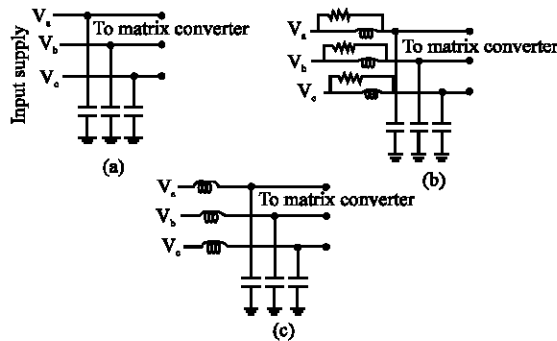 Input supply
Va
To matrix converter
Vb
Vc
(a)
Va
To matrix converter
Vb
Vc
(b)
Va
To matrix converter
Vb
Vc
(c)